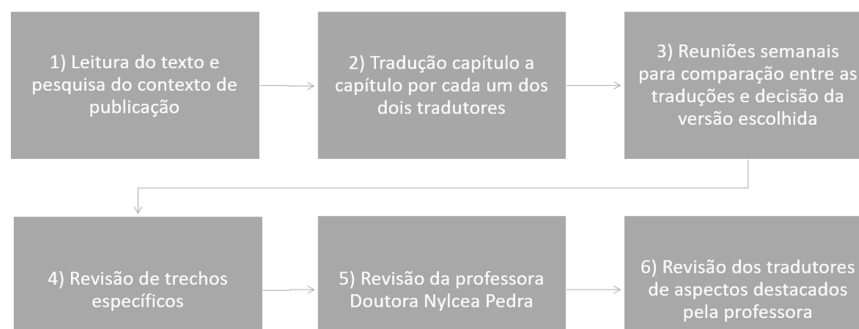 1) Leitura do texto e
pesquisa do contexto de
publicação
2) Tradução capítulo a
capítulo por cada um dos
dois tradutores
3) Reuniões semanais
para comparação entre as
traduções e decisão da
versão escolhida
4) Revisão de trechos
específicos
5) Revisão da professora
Doutora Nylcea Pedra
6) Revisão dos tradutores
de aspectos destacados
pela professora